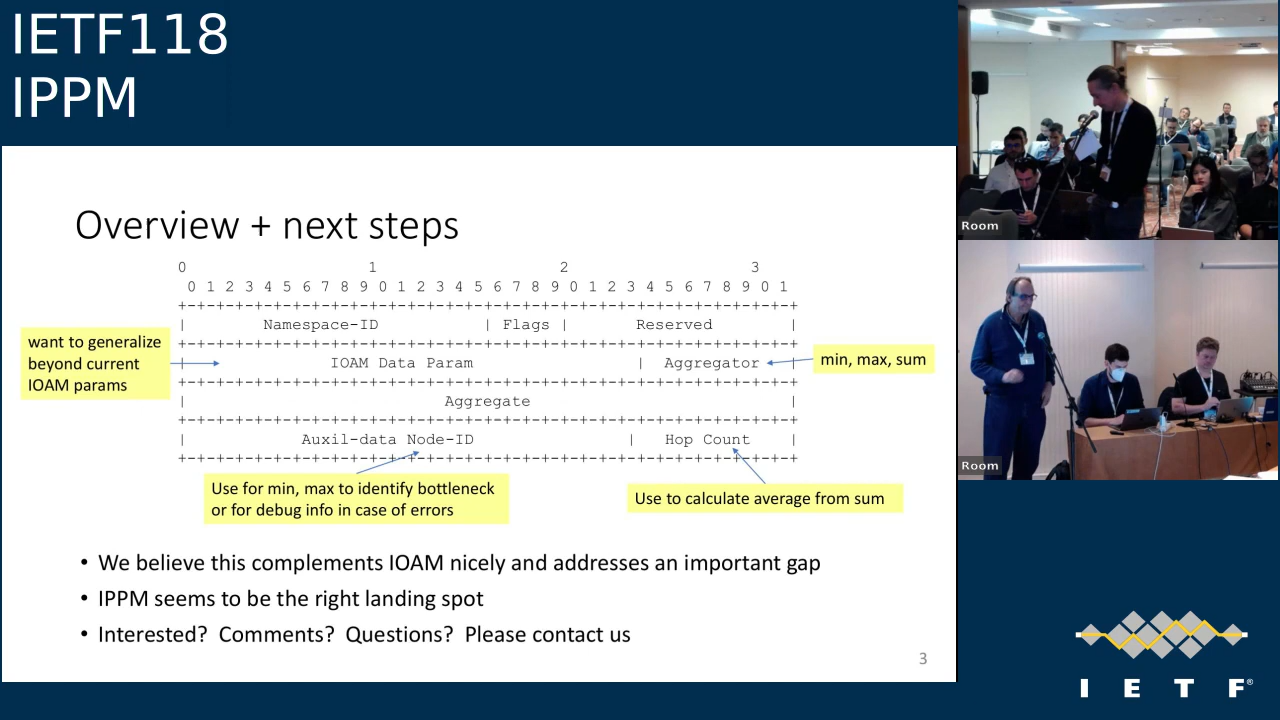 IETF118
IPPM
Overview + next steps
0 1 2 3
0 1 2 3 4 5 6 7 8 9 0 1 2 3 4 5 6 7 8 9 0 1 2 3 4 5 6 7 8 9 0 1
+-+-+-+-+-+-+-+-+-+-+-+-+-+-+-+-+-+-+-+-+-+-+-+-+-+-+-+-+-+-+-+-+
| Namespace-ID | Flags | Reserved |
+-+-+-+-+-+-+-+-+-+-+-+-+-+-+-+-+-+-+-+-+-+-+-+-+-+-+-+-+-+-+-+-+
| IOAM Data Param | Aggregator |
+-+-+-+-+-+-+-+-+-+-+-+-+-+-+-+-+-+-+-+-+-+-+-+-+-+-+-+-+-+-+-+-+
| Aggregate |
+-+-+-+-+-+-+-+-+-+-+-+-+-+-+-+-+-+-+-+-+-+-+-+-+-+-+-+-+-+-+-+-+
| Auxil-data Node-ID | Hop Count |
+-+-+-+-+-+-+-+-+-+-+-+-+-+-+-+-+-+-+-+-+-+-+-+-+-+-+-+-+-+-+-+-+
want to generalize
beyond current
IOAM params
min, max, sum
Use for min, max to identify bottleneck
or for debug info in case of errors
Use to calculate average from sum
• We believe this complements IOAM nicely and addresses an important gap
• IPPM seems to be the right landing spot
• Interested? Comments? Questions? Please contact us
3
Room
Room
I E T F®